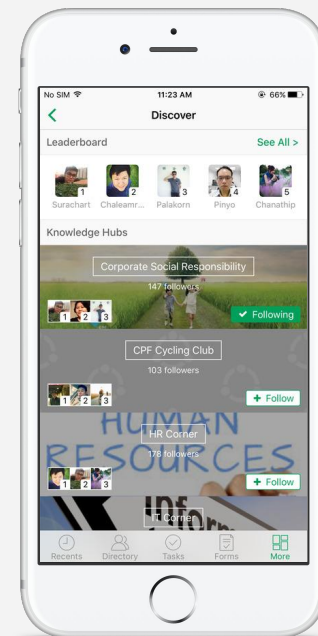 No SIM 11:23 AM 66%
Discover
Leaderboard See All >
1 2 3 4 5
Surachart Chaleamr... Palakorn Pinyo Chanathip
Knowledge Hubs
Corporate Social Responsibility
147 followers
1 2 3 Following
CPF Cycling Club
103 followers
1 2 3 + Follow
HUMAN
HR Corner
RESOURCES
178 followers
1 2 3 + Follow
IT Corner
Recents Directory Tasks Forms More